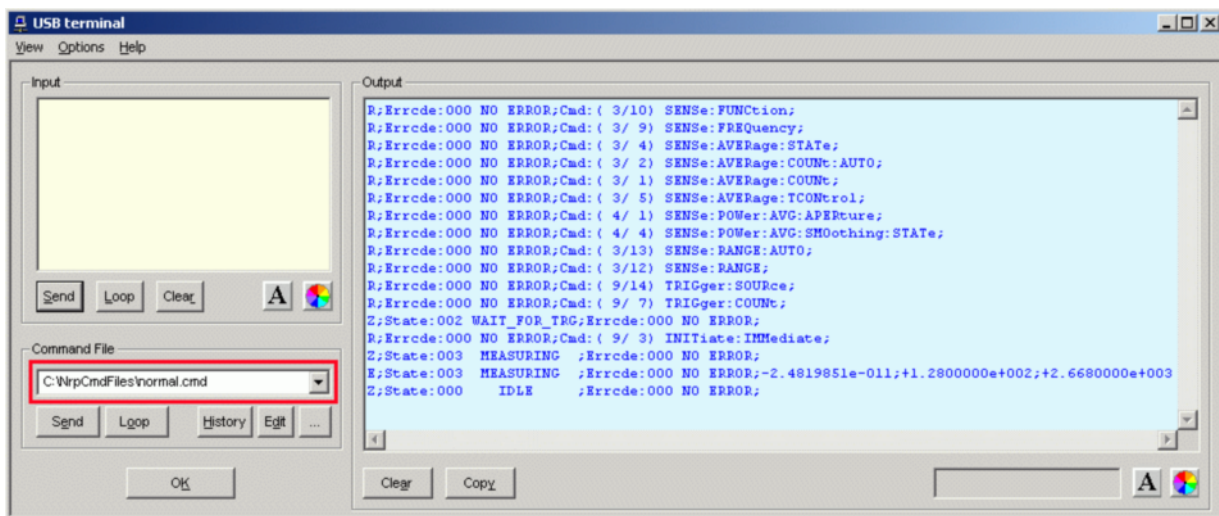 USB terminal
View Options Help
Input
Send Loop Clear
A
Command File
C:\NrpCmdFiles\normal.cmd
Send Loop History Edit ...
OK
Output
R;Errcde:000 NO ERROR;Cmd:( 3/10) SENSe:FUNCtion;
R;Errcde:000 NO ERROR;Cmd:( 3/ 9) SENSe:FREQuency;
R;Errcde:000 NO ERROR;Cmd:( 3/ 4) SENSe:AVERage:STATe;
R;Errcde:000 NO ERROR;Cmd:( 3/ 2) SENSe:AVERage:COUNt:AUTO;
R;Errcde:000 NO ERROR;Cmd:( 3/ 1) SENSe:AVERage:COUNt;
R;Errcde:000 NO ERROR;Cmd:( 3/ 5) SENSe:AVERage:TCONtrol;
R;Errcde:000 NO ERROR;Cmd:( 4/ 1) SENSe:POWer:AVG:APERture;
R;Errcde:000 NO ERROR;Cmd:( 4/ 4) SENSe:POWer:AVG:SMOothing:STATe;
R;Errcde:000 NO ERROR;Cmd:( 3/13) SENSe:RANGE:AUTO;
R;Errcde:000 NO ERROR;Cmd:( 3/12) SENSe:RANGE;
R;Errcde:000 NO ERROR;Cmd:( 9/14) TRIGger:SOURce;
R;Errcde:000 NO ERROR;Cmd:( 9/ 7) TRIGger:COUNt;
Z;State:002 WAIT_FOR_TRG;Errcde:000 NO ERROR;
R;Errcde:000 NO ERROR;Cmd:( 9/ 3) INITiate:IMMediate;
Z;State:003 MEASURING ;Errcde:000 NO ERROR;
E;State:003 MEASURING ;Errcde:000 NO ERROR;-2.4819851e-011;+1.2800000e+002;+2.6680000e+003
Z;State:000 IDLE ;Errcde:000 NO ERROR;
Clear Copy
A